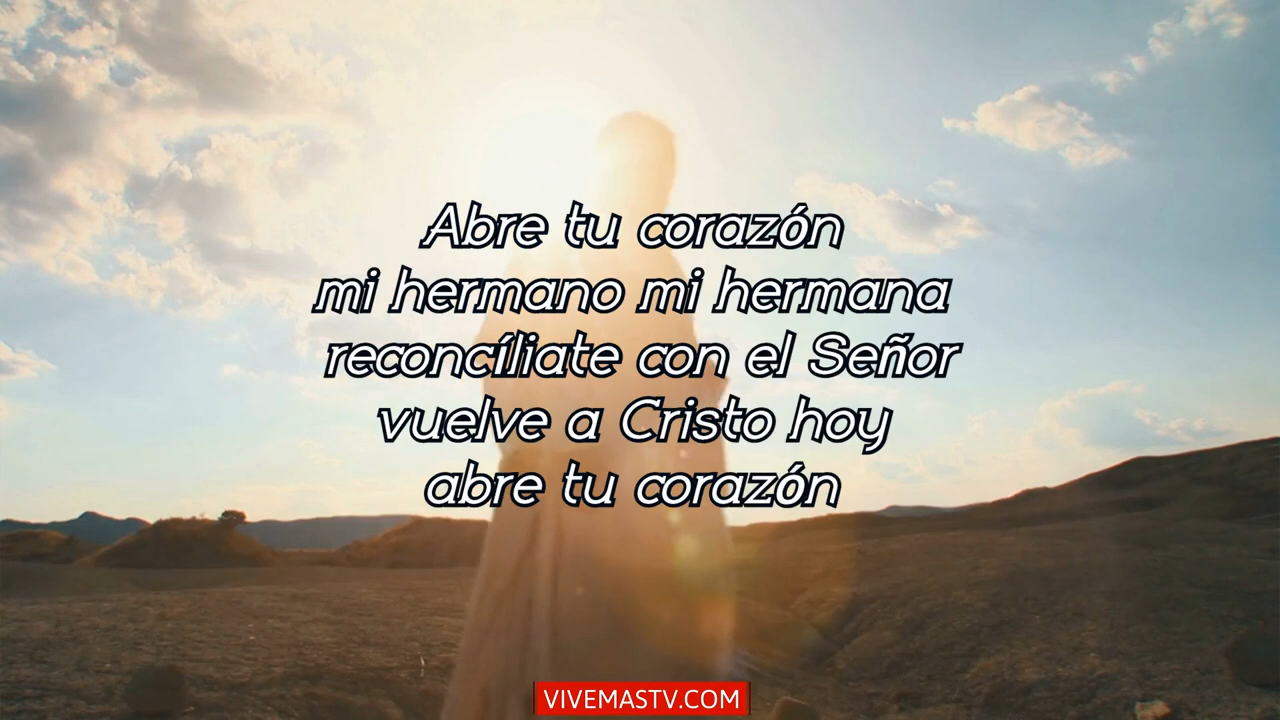 Abre tu corazón
mi hermano mi hermana
reconcíliate con el Señor
vuelve a Cristo hoy
abre tu corazón
VIVEMASTV.COM